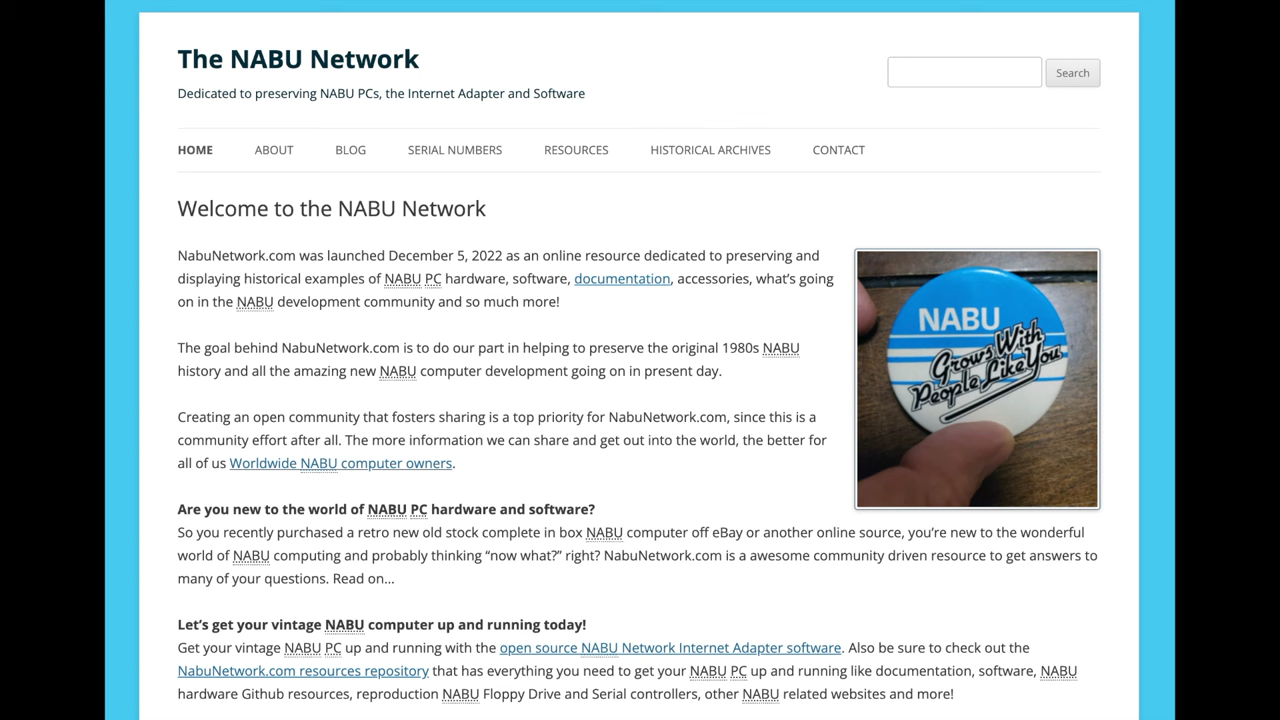 The NABU Network
Search
Dedicated to preserving NABU PCs, the Internet Adapter and Software
HOME ABOUT BLOG SERIAL NUMBERS RESOURCES HISTORICAL ARCHIVES CONTACT
Welcome to the NABU Network
NabuNetwork.com was launched December 5, 2022 as an online resource dedicated to preserving and
displaying historical examples of NABU PC hardware, software, documentation, accessories, what's going
on in the NABU development community and so much more!
The goal behind NabuNetwork.com is to do our part in helping to preserve the original 1980s NABU
history and all the amazing new NABU computer development going on in present day.
Creating an open community that fosters sharing is a top priority for NabuNetwork.com, since this is a
community effort after all. The more information we can share and get out into the world, the better for
all of us Worldwide NABU computer owners.
NABU
Grows With
People Like You
Are you new to the world of NABU PC hardware and software?
So you recently purchased a retro new old stock complete in box NABU computer off eBay or another online source, you're new to the wonderful
world of NABU computing and probably thinking “now what?” right? NabuNetwork.com is a awesome community driven resource to get answers to
many of your questions. Read on…
Let's get your vintage NABU computer up and running today!
Get your vintage NABU PC up and running with the open source NABU Network Internet Adapter software. Also be sure to check out the
NabuNetwork.com resources repository that has everything you need to get your NABU PC up and running like documentation, software, NABU
hardware Github resources, reproduction NABU Floppy Drive and Serial controllers, other NABU related websites and more!